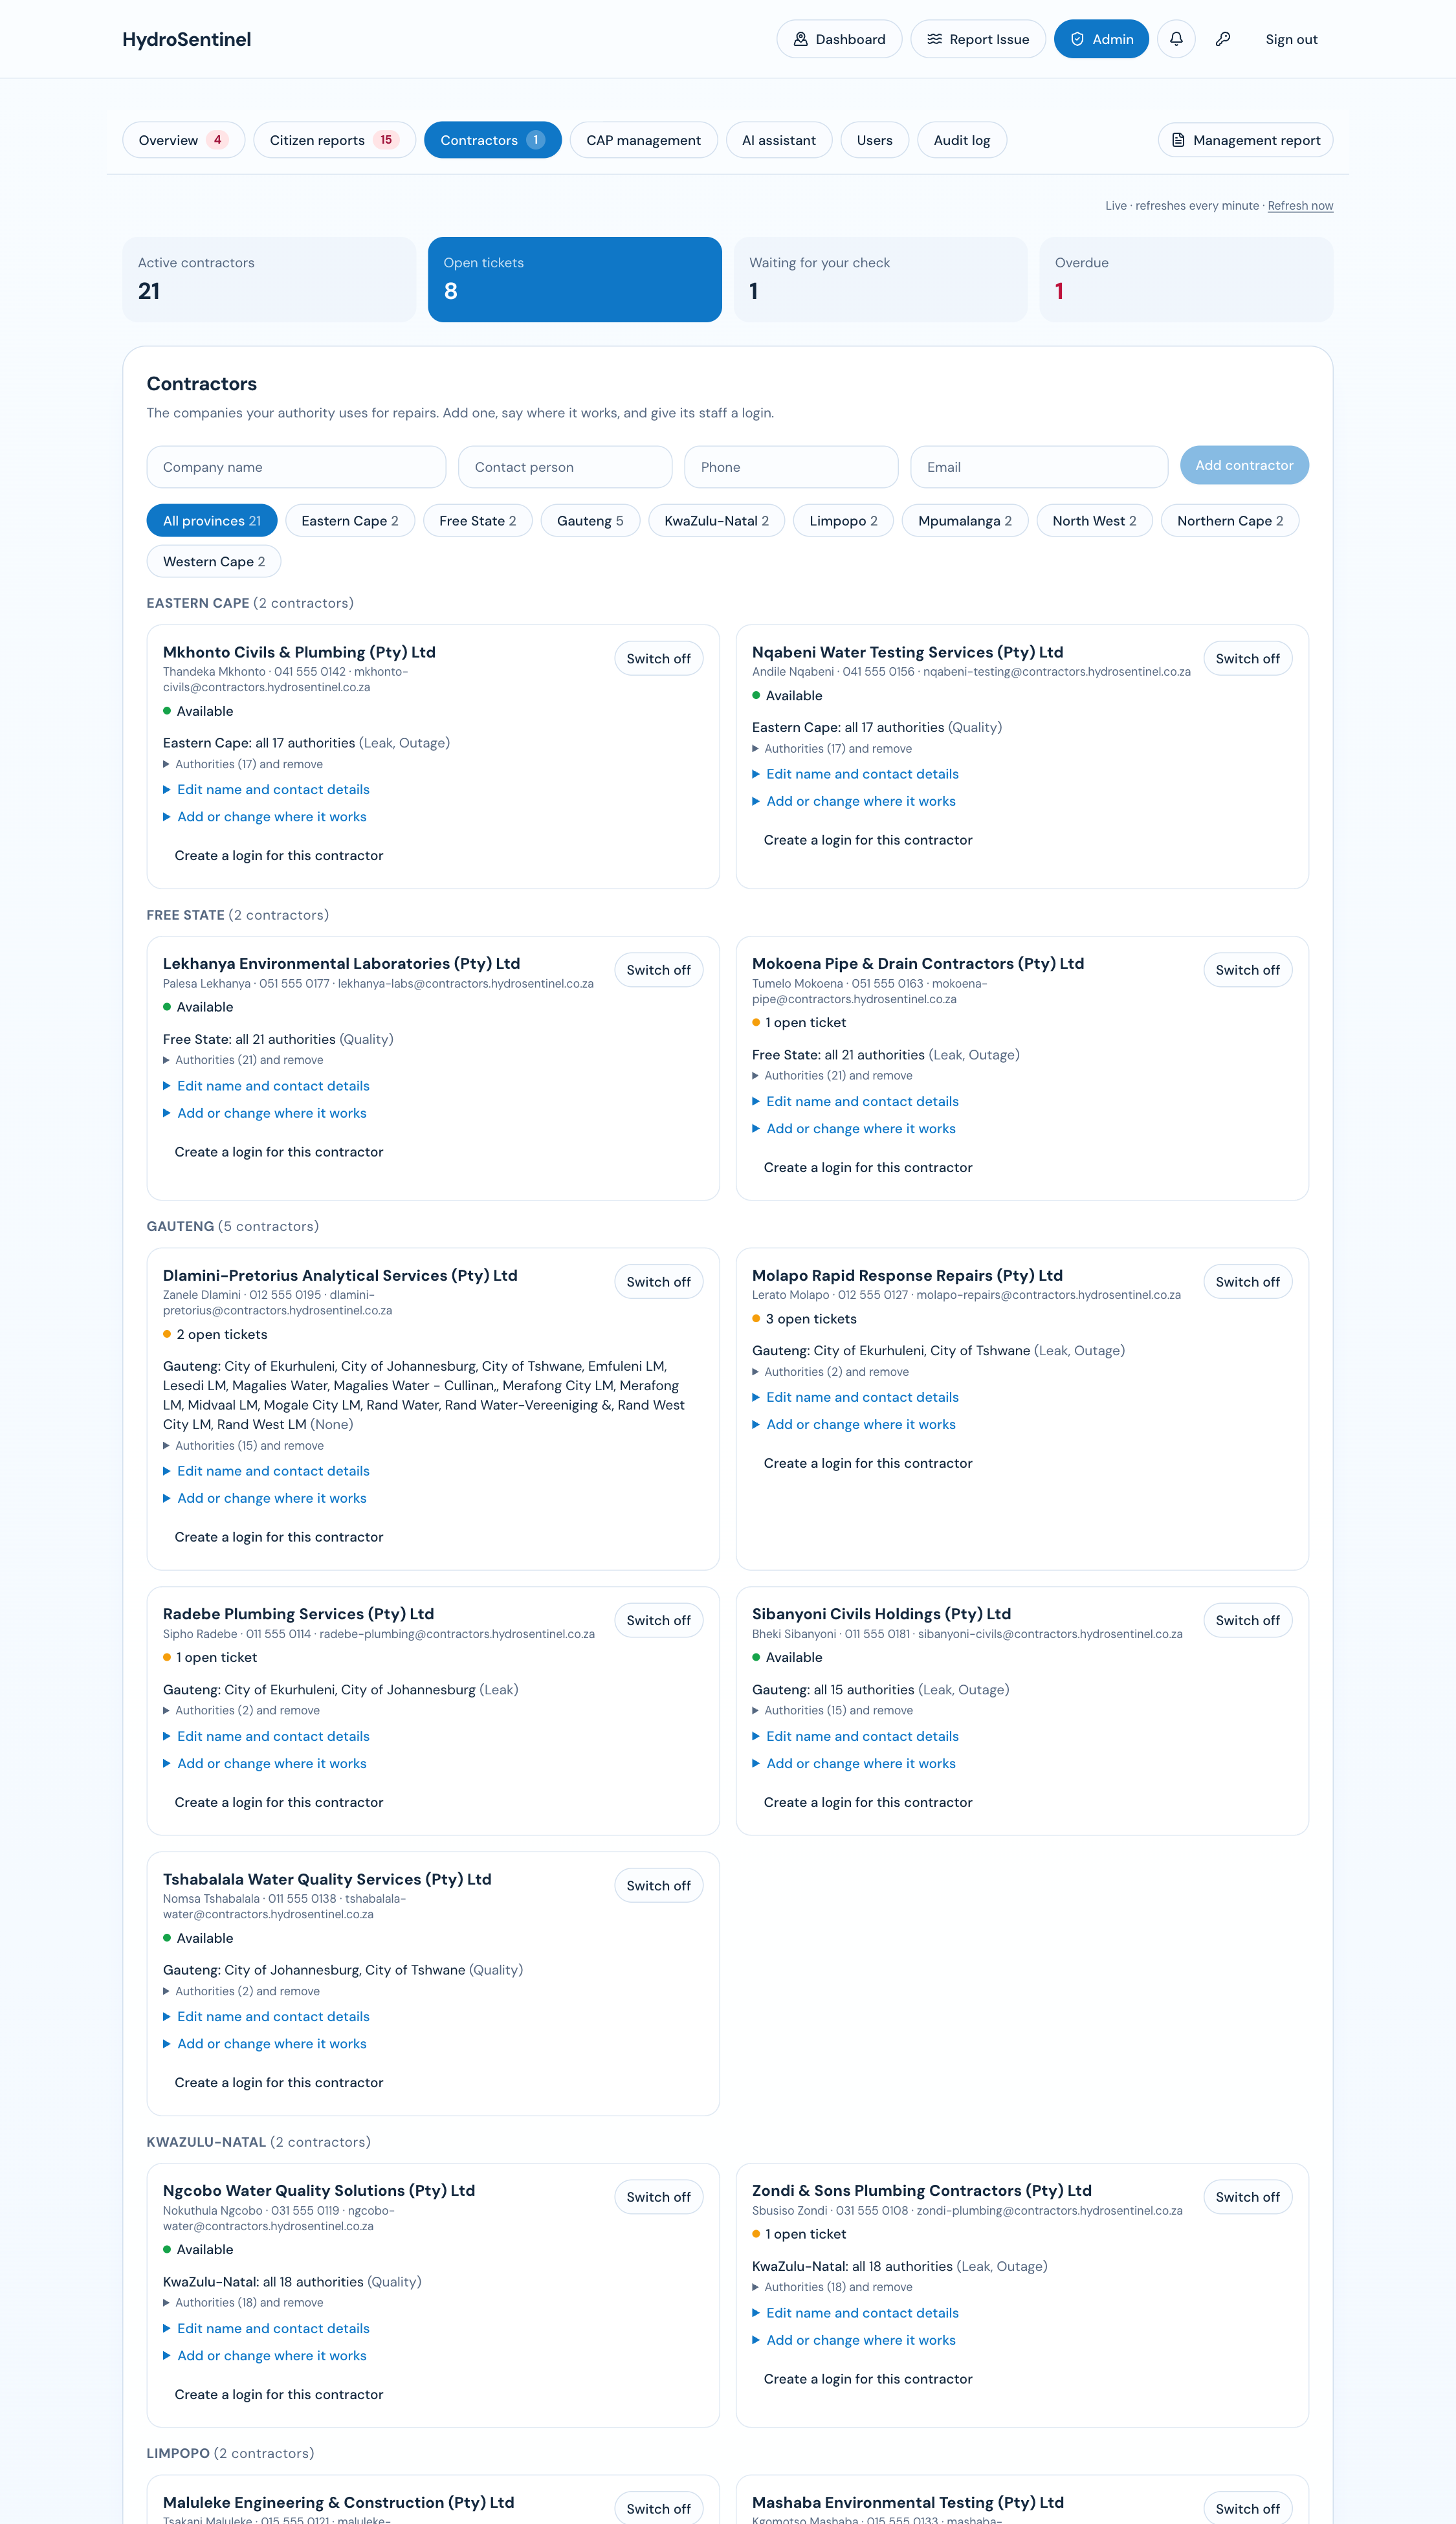 HydroSentinel
Dashboard
Report Issue
Admin
Sign out
Overview 4
Citizen reports 15
Contractors 1
CAP management
AI assistant
Users
Audit log
Management report
Live · refreshes every minute · Refresh now
Active contractors
21
Open tickets
8
Waiting for your check
1
Overdue
1
Contractors
The companies your authority uses for repairs. Add one, say where it works, and give its staff a login.
Company name
Contact person
Phone
Email
Add contractor
All provinces 21
Eastern Cape 2
Free State 2
Gauteng 5
KwaZulu-Natal 2
Limpopo 2
Mpumalanga 2
North West 2
Northern Cape 2
Western Cape 2
EASTERN CAPE (2 contractors)
Mkhonto Civils & Plumbing (Pty) Ltd
Switch off
Thandeka Mkhonto · 041 555 0142 · mkhonto-
civils@contractors.hydrosentinel.co.za
Available
Eastern Cape: all 17 authorities (Leak, Outage)
Authorities (17) and remove
Edit name and contact details
Add or change where it works
Create a login for this contractor
Nqabeni Water Testing Services (Pty) Ltd
Switch off
Andile Nqabeni · 041 555 0156 · nqabeni-testing@contractors.hydrosentinel.co.za
Available
Eastern Cape: all 17 authorities (Quality)
Authorities (17) and remove
Edit name and contact details
Add or change where it works
Create a login for this contractor
FREE STATE (2 contractors)
Lekhanya Environmental Laboratories (Pty) Ltd
Switch off
Palesa Lekhanya · 051 555 0177 · lekhanya-labs@contractors.hydrosentinel.co.za
Available
Free State: all 21 authorities (Quality)
Authorities (21) and remove
Edit name and contact details
Add or change where it works
Create a login for this contractor
Mokoena Pipe & Drain Contractors (Pty) Ltd
Switch off
Tumelo Mokoena · 051 555 0163 · mokoena-
pipe@contractors.hydrosentinel.co.za
1 open ticket
Free State: all 21 authorities (Leak, Outage)
Authorities (21) and remove
Edit name and contact details
Add or change where it works
Create a login for this contractor
GAUTENG (5 contractors)
Dlamini-Pretorius Analytical Services (Pty) Ltd
Switch off
Zanele Dlamini · 012 555 0195 · dlamini-
pretorius@contractors.hydrosentinel.co.za
2 open tickets
Gauteng: City of Ekurhuleni, City of Johannesburg, City of Tshwane, Emfuleni LM,
Lesedi LM, Magalies Water, Magalies Water - Cullinan,, Merafong City LM, Merafong
LM, Midvaal LM, Mogale City LM, Rand Water, Rand Water-Vereeniging &, Rand West
City LM, Rand West LM (None)
Authorities (15) and remove
Edit name and contact details
Add or change where it works
Create a login for this contractor
Molapo Rapid Response Repairs (Pty) Ltd
Switch off
Lerato Molapo · 012 555 0127 · molapo-repairs@contractors.hydrosentinel.co.za
3 open tickets
Gauteng: City of Ekurhuleni, City of Tshwane (Leak, Outage)
Authorities (2) and remove
Edit name and contact details
Add or change where it works
Create a login for this contractor
Radebe Plumbing Services (Pty) Ltd
Switch off
Sipho Radebe · 011 555 0114 · radebe-plumbing@contractors.hydrosentinel.co.za
1 open ticket
Gauteng: City of Ekurhuleni, City of Johannesburg (Leak)
Authorities (2) and remove
Edit name and contact details
Add or change where it works
Create a login for this contractor
Sibanyoni Civils Holdings (Pty) Ltd
Switch off
Bheki Sibanyoni · 011 555 0181 · sibanyoni-civils@contractors.hydrosentinel.co.za
Available
Gauteng: all 15 authorities (Leak, Outage)
Authorities (15) and remove
Edit name and contact details
Add or change where it works
Create a login for this contractor
Tshabalala Water Quality Services (Pty) Ltd
Switch off
Nomsa Tshabalala · 011 555 0138 · tshabalala-
water@contractors.hydrosentinel.co.za
Available
Gauteng: City of Johannesburg, City of Tshwane (Quality)
Authorities (2) and remove
Edit name and contact details
Add or change where it works
Create a login for this contractor
KWAZULU-NATAL (2 contractors)
Ngcobo Water Quality Solutions (Pty) Ltd
Switch off
Nokuthula Ngcobo · 031 555 0119 · ngcobo-
water@contractors.hydrosentinel.co.za
Available
KwaZulu-Natal: all 18 authorities (Quality)
Authorities (18) and remove
Edit name and contact details
Add or change where it works
Create a login for this contractor
Zondi & Sons Plumbing Contractors (Pty) Ltd
Switch off
Sbusiso Zondi · 031 555 0108 · zondi-plumbing@contractors.hydrosentinel.co.za
1 open ticket
KwaZulu-Natal: all 18 authorities (Leak, Outage)
Authorities (18) and remove
Edit name and contact details
Add or change where it works
Create a login for this contractor
LIMPOPO (2 contractors)
Maluleke Engineering & Construction (Pty) Ltd
Switch off
Tsakani Maluleke · 015 555 0121 · maluleke-
Mashaba Environmental Testing (Pty) Ltd
Switch off
Kgomotso Mashaba · 015 555 0133 · mashaba-